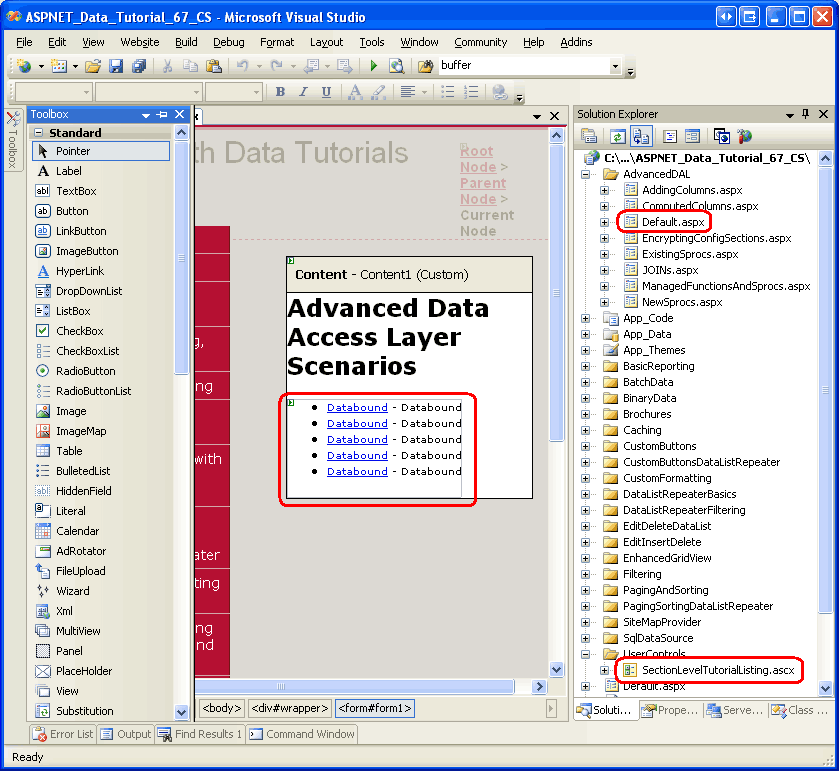 ASPNET_Data_Tutorial_67_CS - Microsoft Visual Studio
File Edit View Website Build Debug Format Layout Tools Window Community Help Addins
buffer
B I U
Toolbox
Toolbox
Standard
Pointer
Label
TextBox
Button
LinkButton
ImageButton
HyperLink
DropDownList
ListBox
CheckBox
CheckBoxList
RadioButton
RadioButtonList
Image
ImageMap
Table
BulletedList
HiddenField
Literal
Calendar
AdRotator
FileUpload
Wizard
Xml
MultiView
Panel
PlaceHolder
View
Substitution
th Data Tutorials
Root
Node >
Parent
Node >
Current
Node
g,
ing
with
ater
ting
ng
nd
Content - Content1 (Custom)
Advanced Data
Access Layer
Scenarios
Databound - Databound
Databound - Databound
Databound - Databound
Databound - Databound
Databound - Databound
<body> <div#wrapper> <form#form1>
Solution Explorer
C:\...\ASPNET_Data_Tutorial_67_CS\
AdvancedDAL
AddingColumns.aspx
ComputedColumns.aspx
Default.aspx
EncryptingConfigSections.aspx
ExistingSprocs.aspx
JOINs.aspx
ManagedFunctionsAndSprocs.aspx
NewSprocs.aspx
App_Code
App_Data
App_Themes
BasicReporting
BatchData
BinaryData
Brochures
Caching
CustomButtons
CustomButtonsDataListRepeater
CustomFormatting
DataListRepeaterBasics
DataListRepeaterFiltering
EditDeleteDataList
EditInsertDelete
EnhancedGridView
Filtering
PagingAndSorting
PagingSortingDataListRepeater
SiteMapProvider
SqlDataSource
UserControls
SectionLevelTutorialListing.ascx
Default.aspx
Soluti... Prope... Serve... Class ...
Error List Output Find Results 1 Command Window
Ready